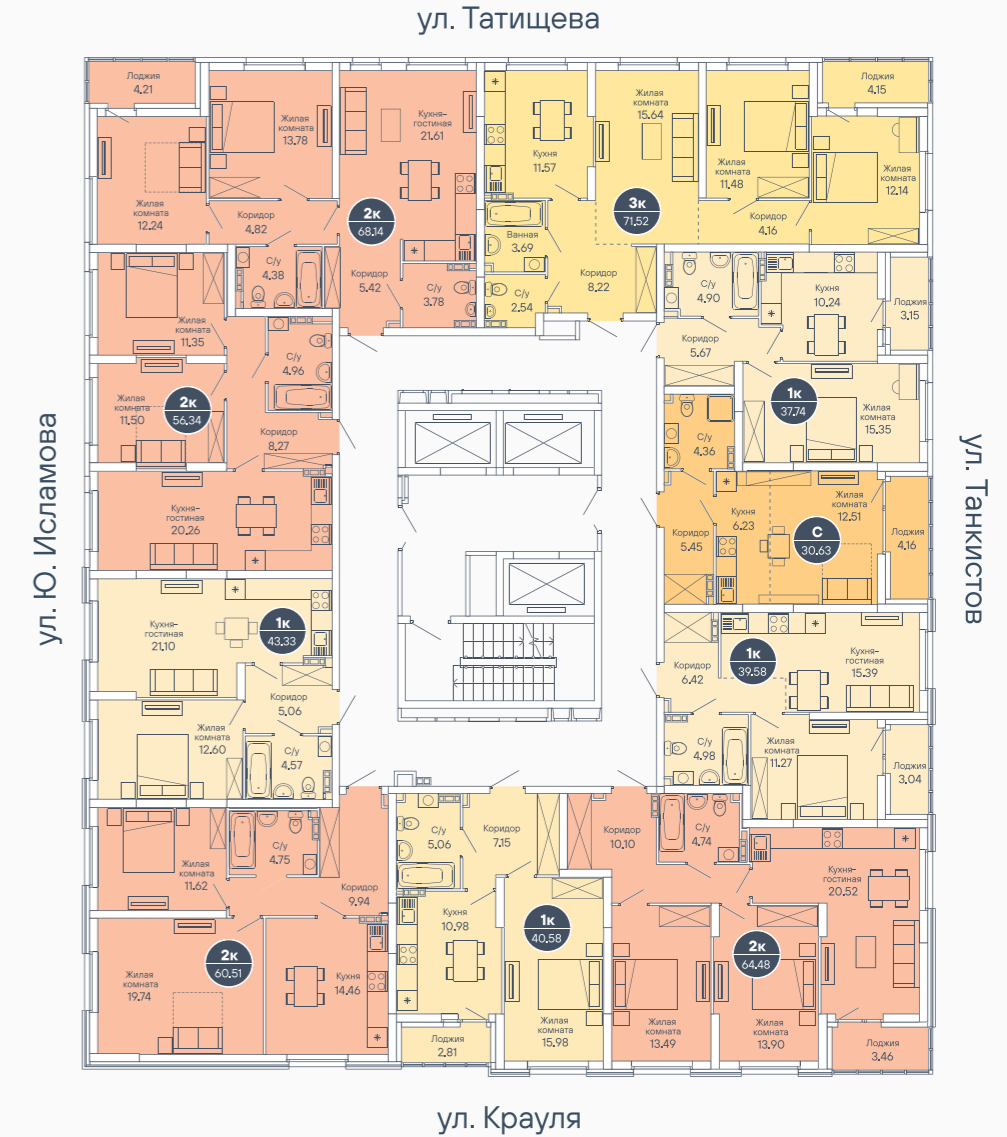 ул. Татищева
Лоджия
4.21
Жилая
комната
13.78
Кухня-
гостиная
21.61
Жилая
комната
12.24
Коридор
4.82
2к
68.14
С/у
4.38
Коридор
5.42
С/у
3.78
Кухня
11.57
Жилая
комната
15.64
Жилая
комната
11.48
Лоджия
4.15
Жилая
комната
12.14
3к
71.52
Коридор
4.16
Ванная
3.69
С/у
2.54
Коридор
8.22
С/у
4.90
Кухня
10.24
Лоджия
3.15
Коридор
5.67
1к
37.74
Жилая
комната
15.35
Жилая
комната
11.35
С/у
4.96
Жилая
комната
11.50
2к
56.34
Коридор
8.27
Кухня-
гостиная
20.26
С/у
4.36
Кухня
6.23
Жилая
комната
12.51
С
30.63
Коридор
5.45
Лоджия
4.16
ул. Ю. Исламова
ул. Танкистов
Кухня-
гостиная
21.10
1к
43.33
Коридор
5.06
Жилая
комната
12.60
С/у
4.57
Коридор
6.42
1к
39.58
Кухня-
гостиная
15.39
С/у
4.98
Жилая
комната
11.27
Лоджия
3.04
Жилая
комната
11.62
С/у
4.75
Коридор
9.94
2к
60.51
Жилая
комната
19.74
Кухня
14.46
С/у
5.06
Коридор
7.15
Кухня
10.98
1к
40.58
Жилая
комната
15.98
Лоджия
2.81
Коридор
10.10
С/у
4.74
Кухня-
гостиная
20.52
2к
64.48
Жилая
комната
13.49
Жилая
комната
13.90
Лоджия
3.46
ул. Крауля